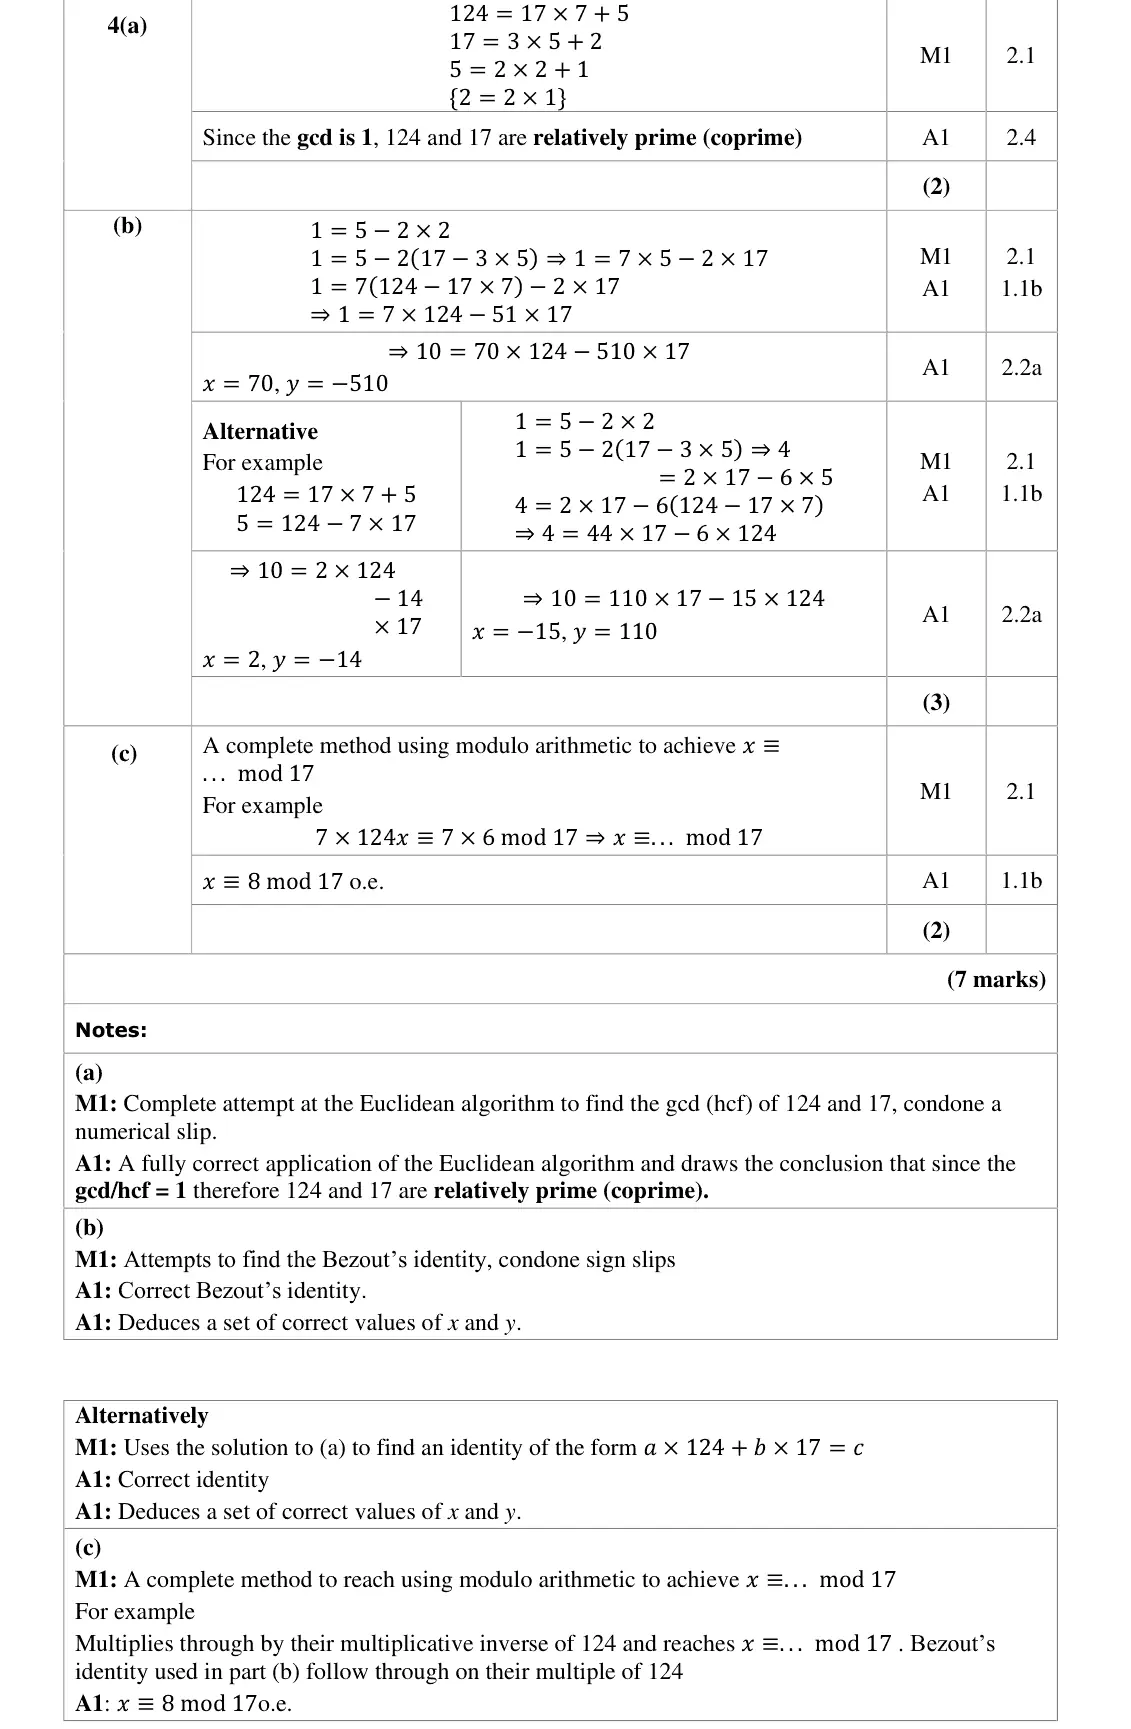 4(a)
124 = 17 × 7 + 5
17 = 3 × 5 + 2
5 = 2 × 2 + 1
{2 = 2 × 1}
M1
2.1
Since the gcd is 1, 124 and 17 are relatively prime (coprime)
A1
2.4
(2)
(b)
1 = 5 − 2 × 2
1 = 5 − 2(17 − 3 × 5) ⇒ 1 = 7 × 5 − 2 × 17
1 = 7(124 − 17 × 7) − 2 × 17
⇒ 1 = 7 × 124 − 51 × 17
M1
A1
2.1
1.1b
⇒ 10 = 70 × 124 − 510 × 17
x = 70, y = −510
A1
2.2a
Alternative
For example
124 = 17 × 7 + 5
5 = 124 − 7 × 17
1 = 5 − 2 × 2
1 = 5 − 2(17 − 3 × 5) ⇒ 4
= 2 × 17 − 6 × 5
4 = 2 × 17 − 6(124 − 17 × 7)
⇒ 4 = 44 × 17 − 6 × 124
M1
A1
2.1
1.1b
⇒ 10 = 2 × 124
− 14
× 17
x = 2, y = −14
⇒ 10 = 110 × 17 − 15 × 124
x = −15, y = 110
A1
2.2a
(3)
(c)
A complete method using modulo arithmetic to achieve x ≡
… mod 17
For example
7 × 124x ≡ 7 × 6 mod 17 ⇒ x ≡… mod 17
M1
2.1
x ≡ 8 mod 17 o.e.
A1
1.1b
(2)
(7 marks)
Notes:
(a)
M1: Complete attempt at the Euclidean algorithm to find the gcd (hcf) of 124 and 17, condone a
numerical slip.
A1: A fully correct application of the Euclidean algorithm and draws the conclusion that since the
gcd/hcf = 1 therefore 124 and 17 are relatively prime (coprime).
(b)
M1: Attempts to find the Bezout’s identity, condone sign slips
A1: Correct Bezout’s identity.
A1: Deduces a set of correct values of x and y.
Alternatively
M1: Uses the solution to (a) to find an identity of the form a × 124 + b × 17 = c
A1: Correct identity
A1: Deduces a set of correct values of x and y.
(c)
M1: A complete method to reach using modulo arithmetic to achieve x ≡… mod 17
For example
Multiplies through by their multiplicative inverse of 124 and reaches x ≡… mod 17 . Bezout’s
identity used in part (b) follow through on their multiple of 124
A1: x ≡ 8 mod 17o.e.